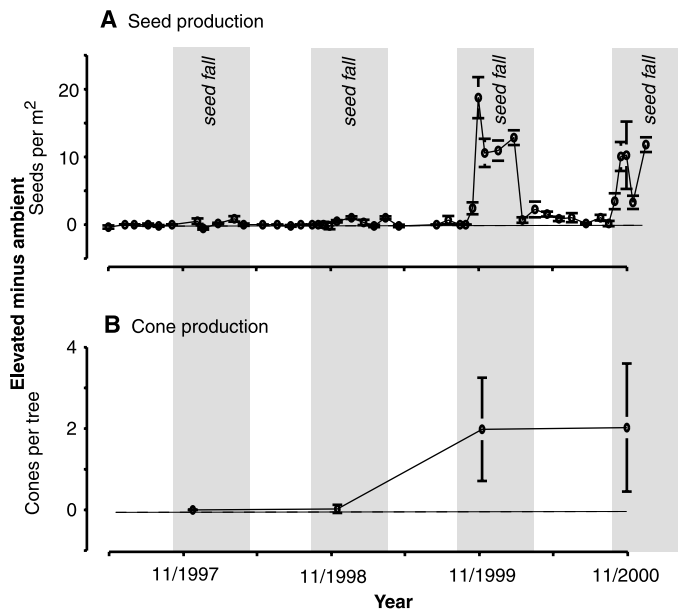 A Seed production
seed fall
seed fall
seed fall
seed fall
20
10
0
Seeds per m2
Elevated minus ambient
B Cone production
4
2
0
Cones per tree
11/1997
11/1998
11/1999
11/2000
Year